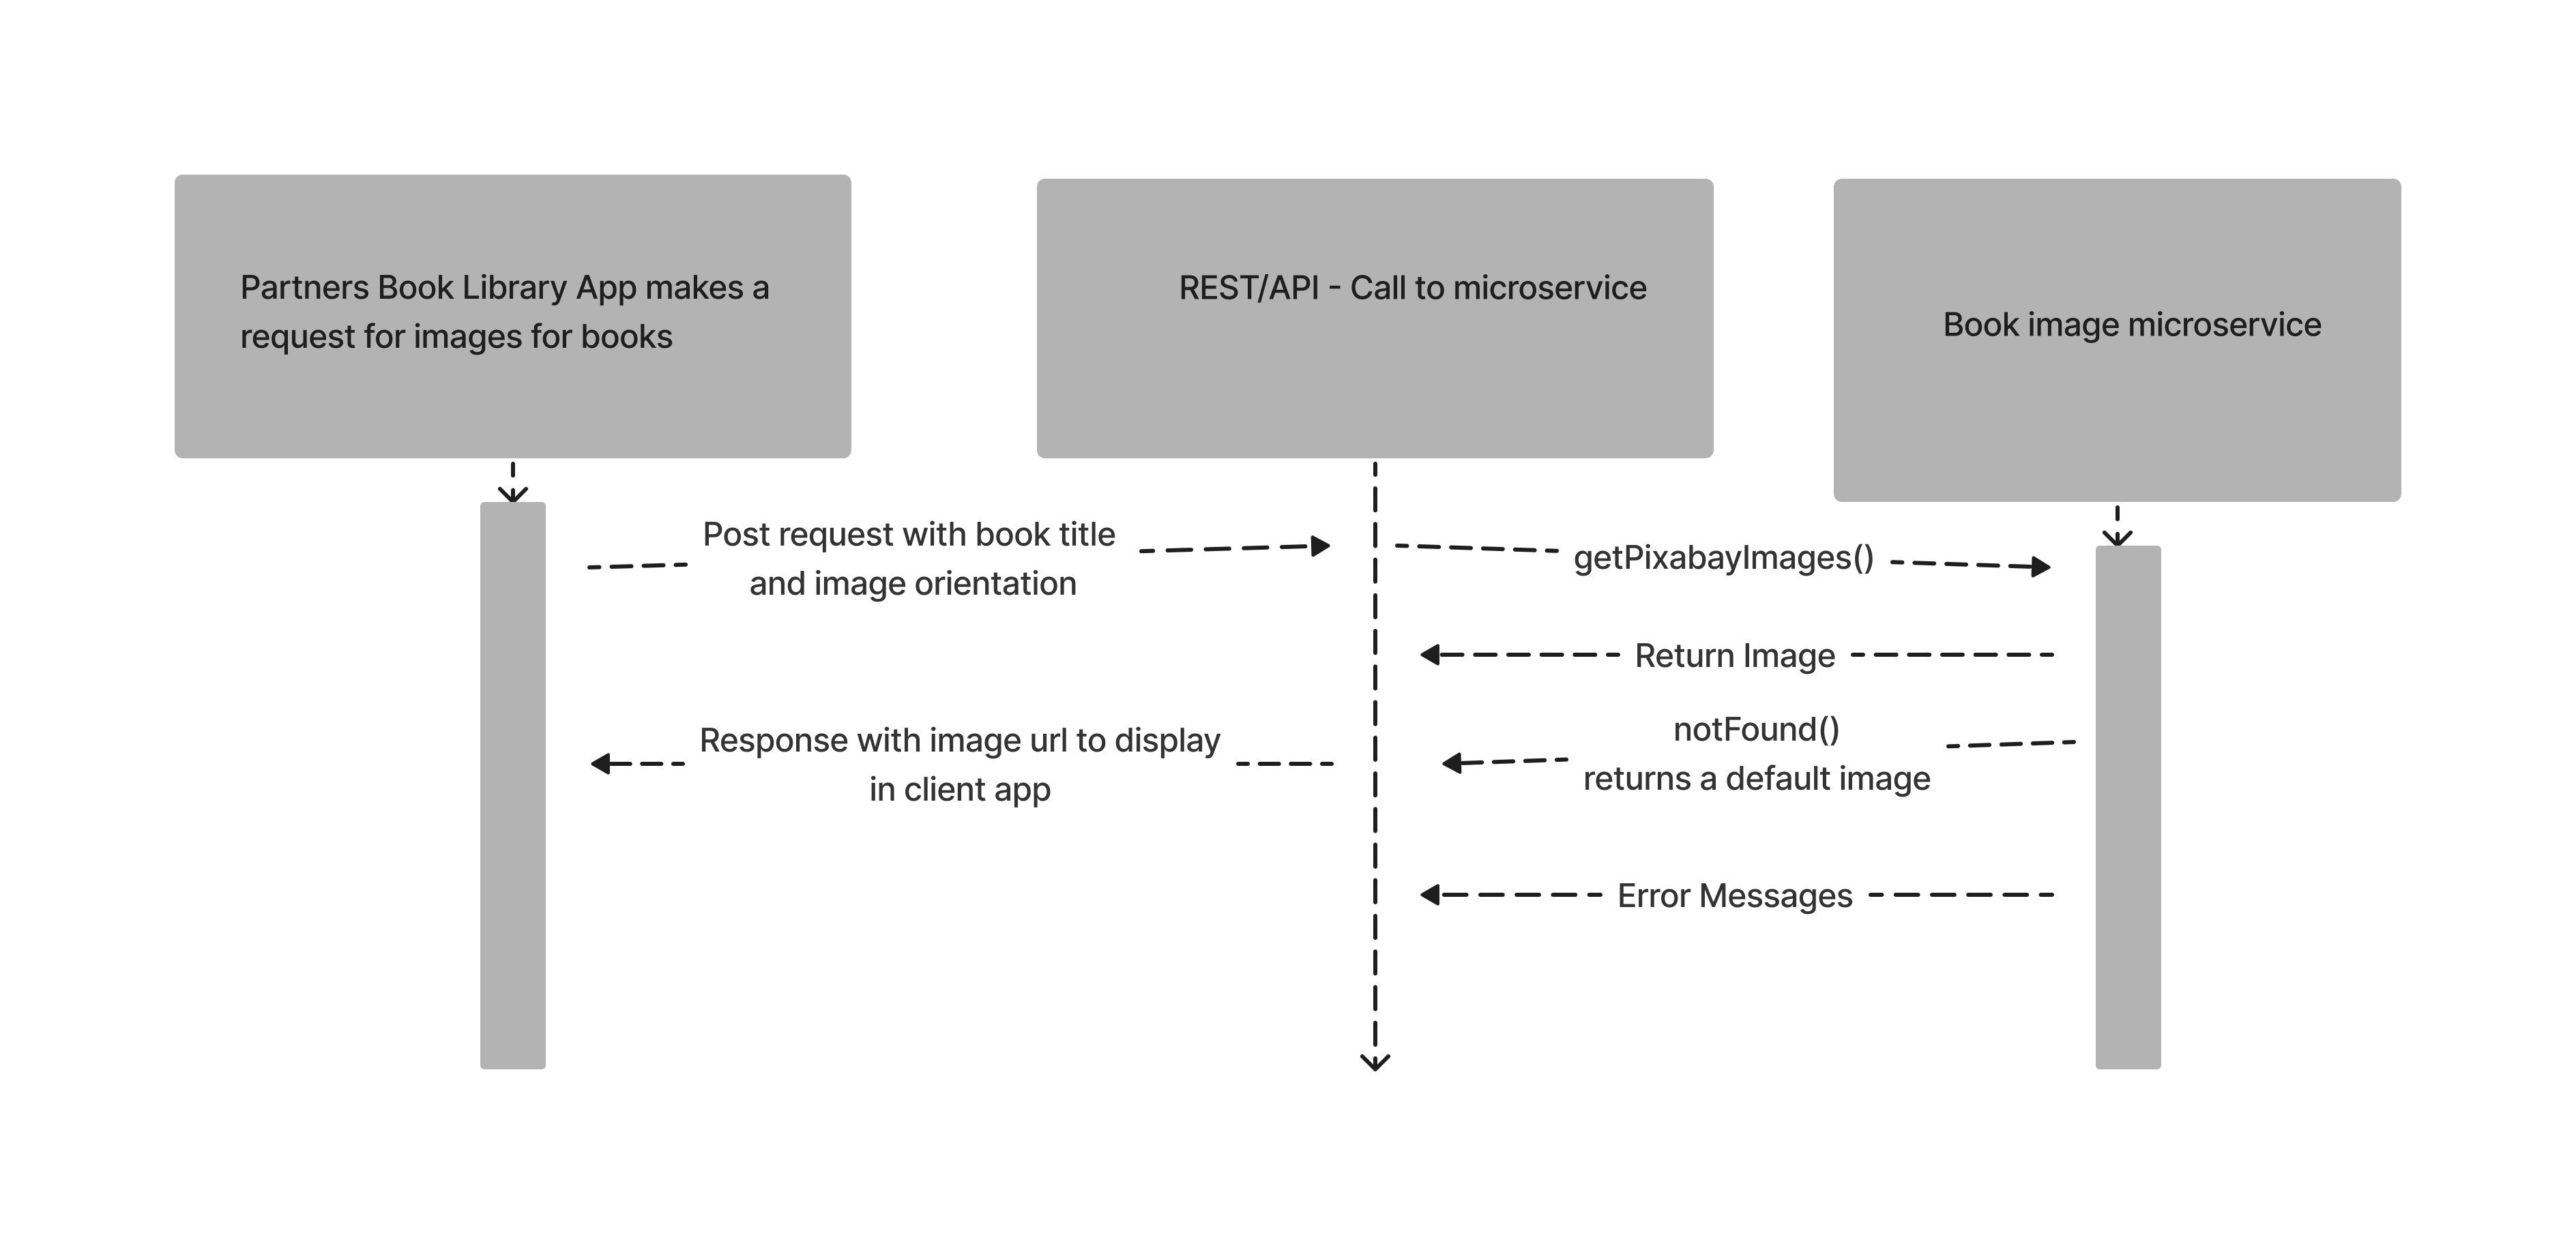 Partners Book Library App makes a
request for images for books
REST/API - Call to microservice
Book image microservice
Post request with book title
and image orientation
getPixabayImages()
Return Image
Response with image url to display
in client app
notFound()
returns a default image
Error Messages